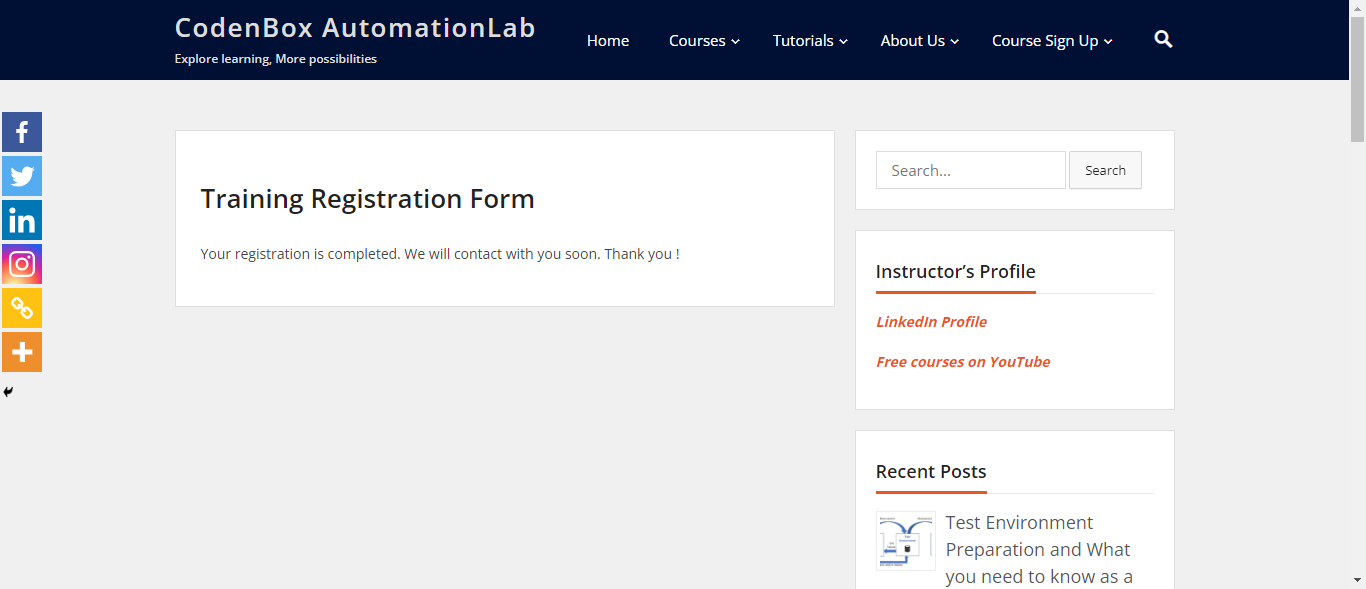 CodenBox AutomationLab
Explore learning, More possibilities
Home
Courses
Tutorials
About Us
Course Sign Up
Training Registration Form
Your registration is completed. We will contact with you soon. Thank you !
Search...
Search
Instructor’s Profile
LinkedIn Profile
Free courses on YouTube
Recent Posts
Test Environment
Preparation and What
you need to know as a